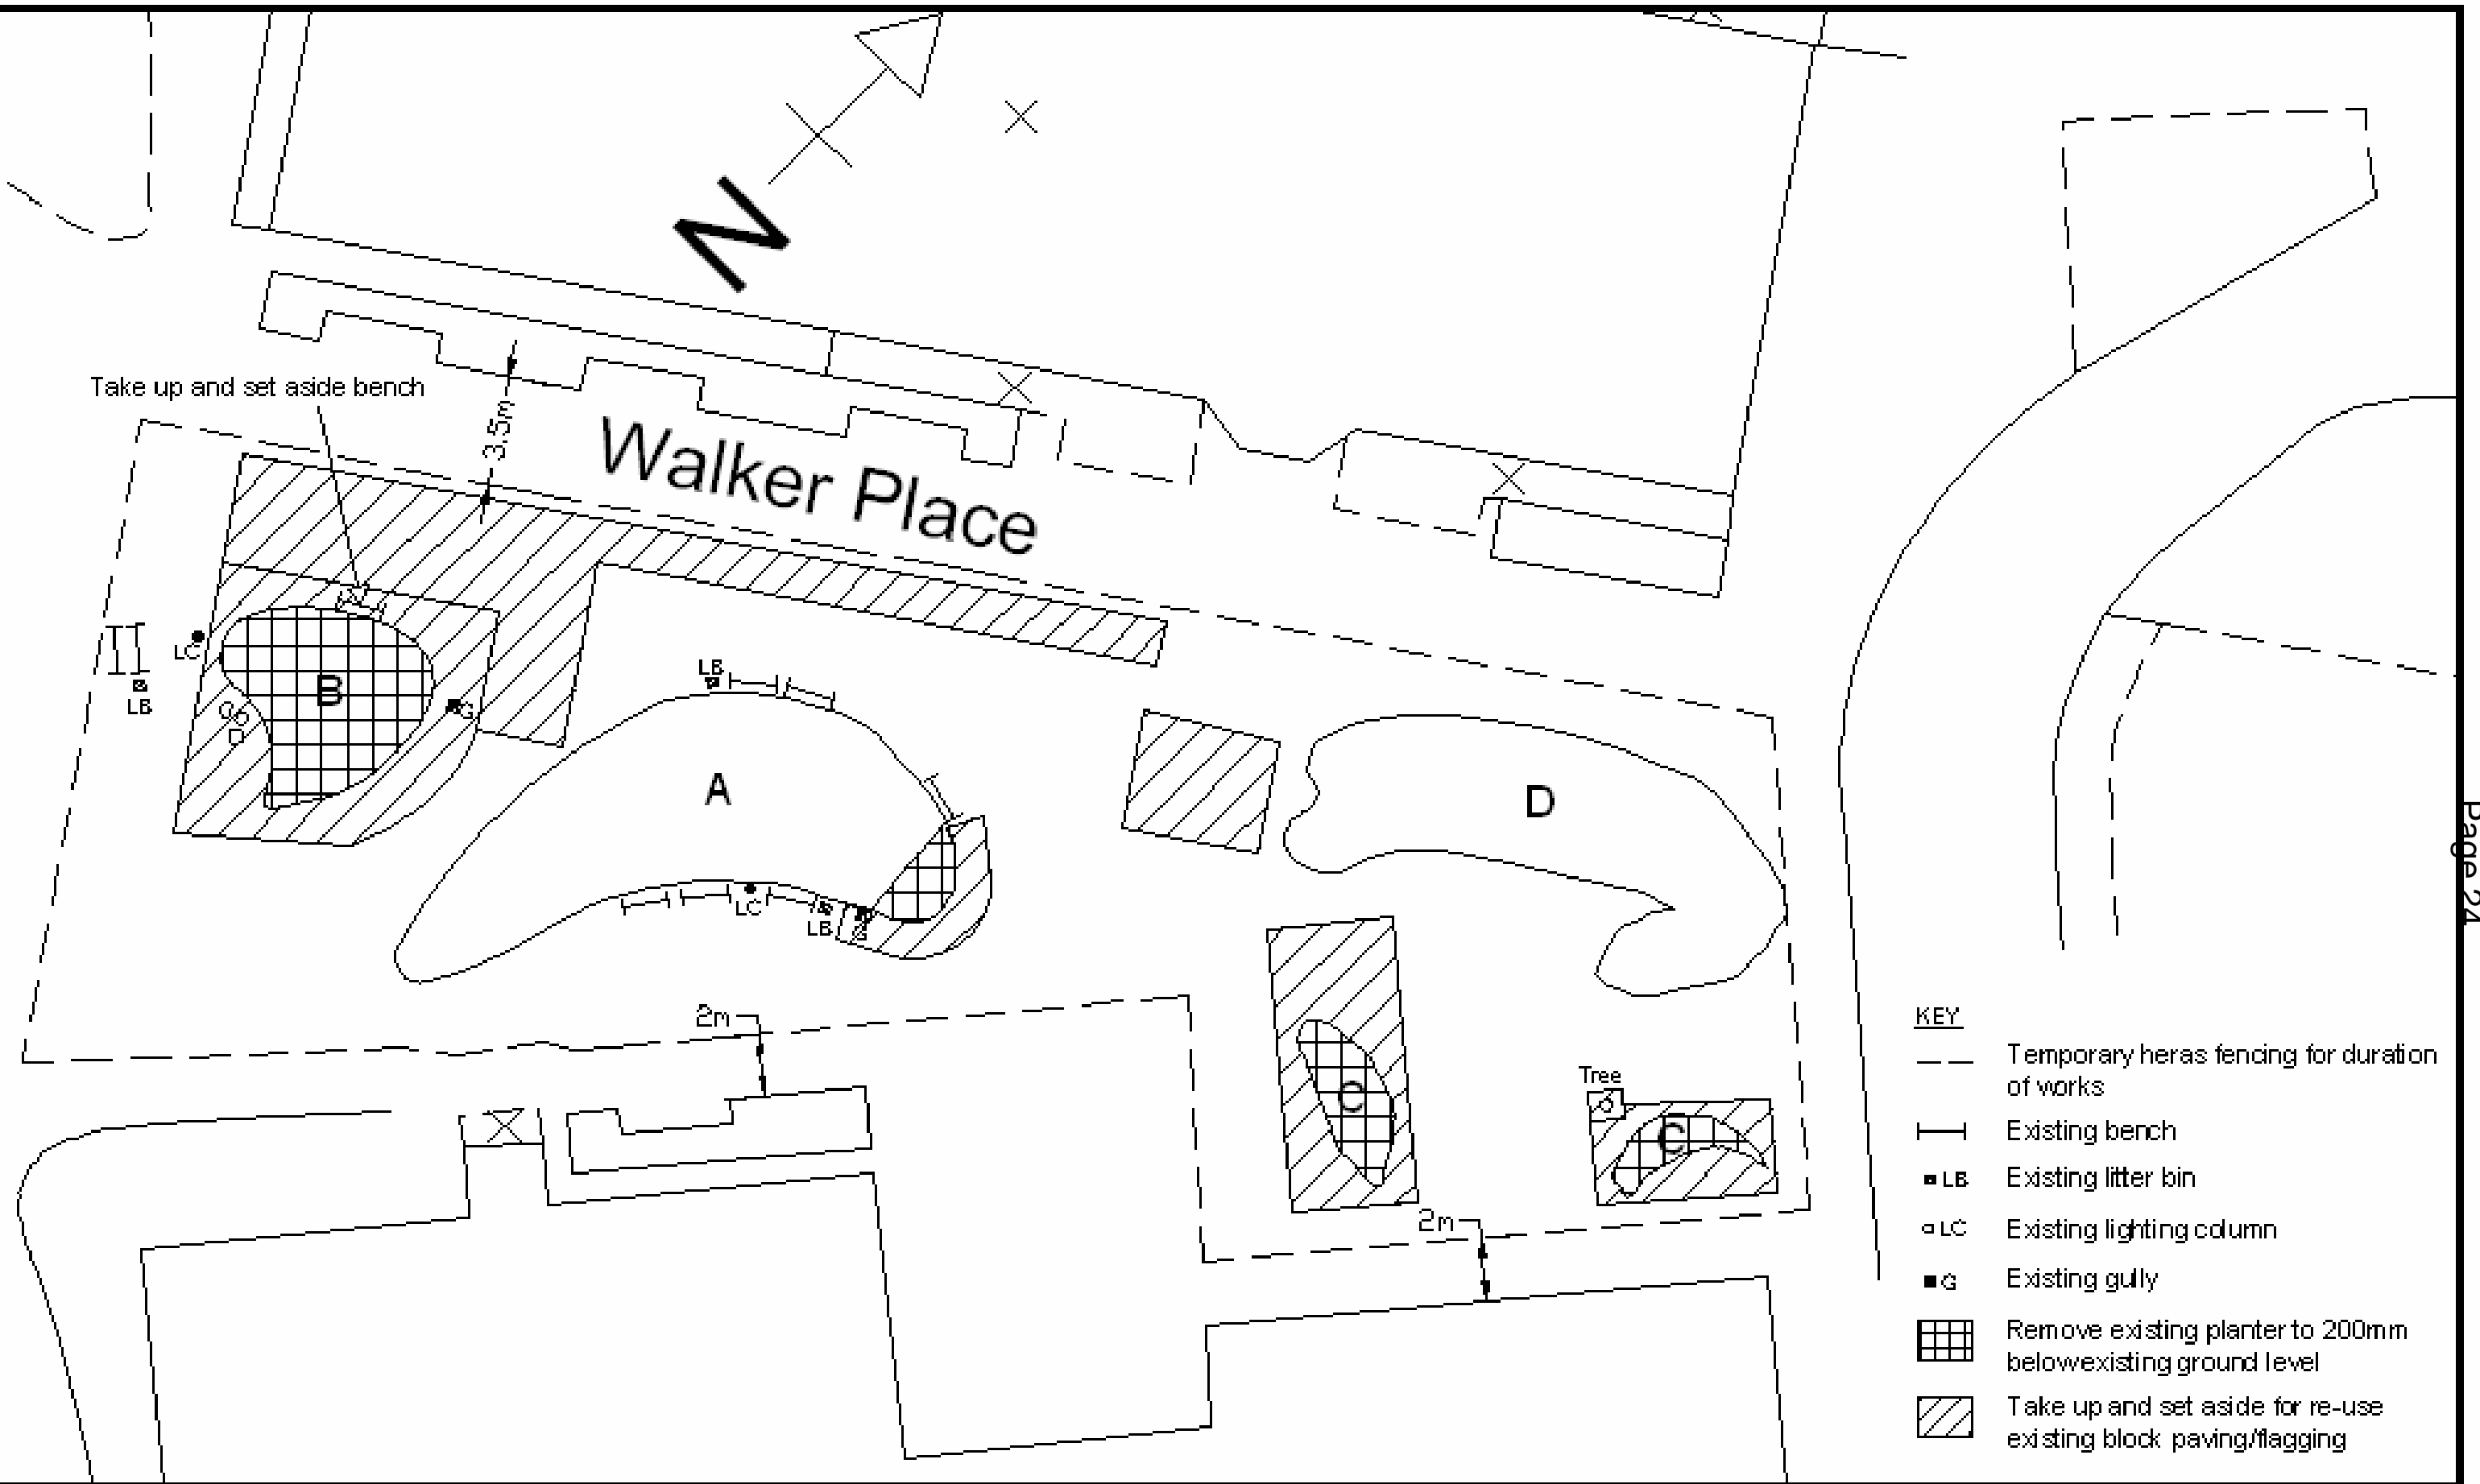 N
Take up and set aside bench
3.5m
Walker Place
LC
LB
B
G
LB
A
D
LC
LB
G
2m
C
Tree
C
2m
Page 24
KEY
Temporary heras fencing for duration
of works
Existing bench
LB Existing litter bin
LC Existing lighting column
G Existing gully
Remove existing planter to 200mm
belowexisting ground level
Take up and set aside for re-use
existing block paving/flagging